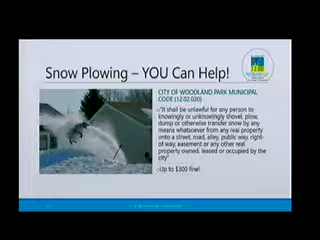 Snow Plowing – YOU Can Help!
CITY OF WOODLAND PARK MUNICIPAL
CODE (12.02.020)
"It shall be unlawful for any person to
knowingly or unknowingly shovel, plow,
dump or otherwise transfer snow by any
means whatsoever from any real property
onto a street, road, alley, public way, right-
of way, easement or any other real
property owned, leased or occupied by the
city"
Up to $300 fine!